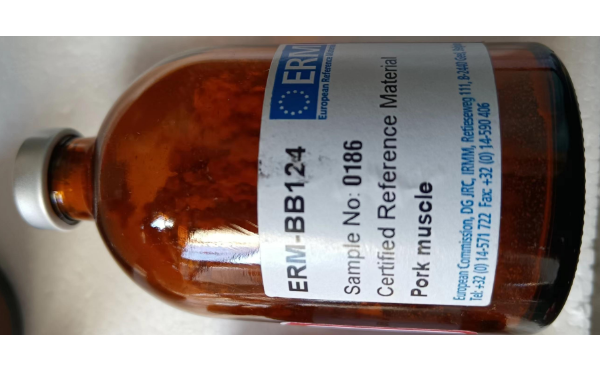 ERM
European Reference
ERM-BB124
Sample No: 0186
Certified Reference Material
Pork muscle
European Commission, DG JRC, IRMM, Retieseweg 111, B-2440 Geel,
Tel: +32 (0) 14-571 722 Fax: +32 (0) 14-590 406